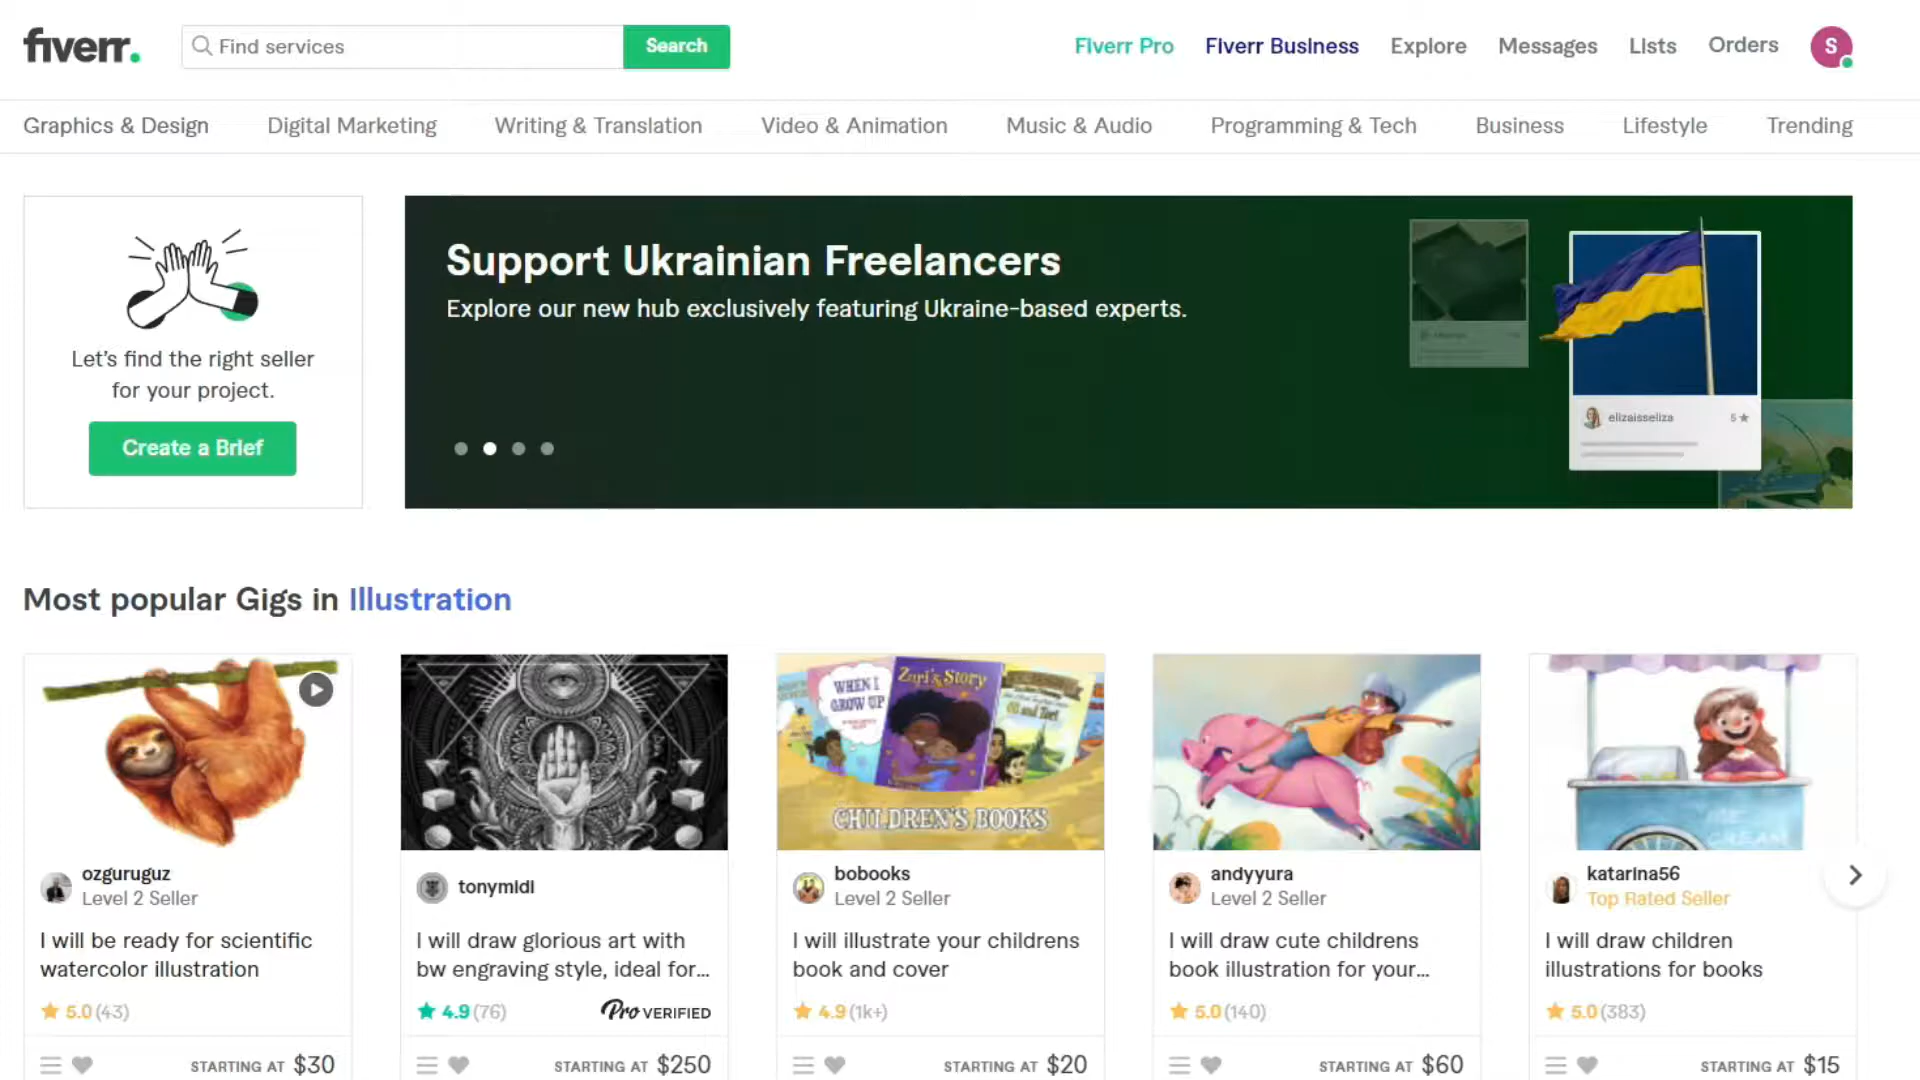 fiverr.
Find services
Search
Fiverr Pro
Fiverr Business
Explore
Messages
Lists
Orders
S
Graphics & Design
Digital Marketing
Writing & Translation
Video & Animation
Music & Audio
Programming & Tech
Business
Lifestyle
Trending
Let's find the right seller
for your project.
Create a Brief
Support Ukrainian Freelancers
Explore our new hub exclusively featuring Ukraine-based experts.
elizaisseliza
5
Most popular Gigs in Illustration
ozguruguz
Level 2 Seller
I will be ready for scientific
watercolor illustration
5.0 (43)
STARTING AT $30
tonymidi
I will draw glorious art with
bw engraving style, ideal for...
4.9 (76)
Pro VERIFIED
STARTING AT $250
WHEN I
GROW UP
Zuri's Story
CHILDREN'S BOOKS
bobooks
Level 2 Seller
I will illustrate your childrens
book and cover
4.9 (1k+)
STARTING AT $20
andyyura
Level 2 Seller
I will draw cute childrens
book illustration for your...
5.0 (140)
STARTING AT $60
ICE
CREAM
katarina56
Top Rated Seller
I will draw children
illustrations for books
5.0 (383)
STARTING AT $15